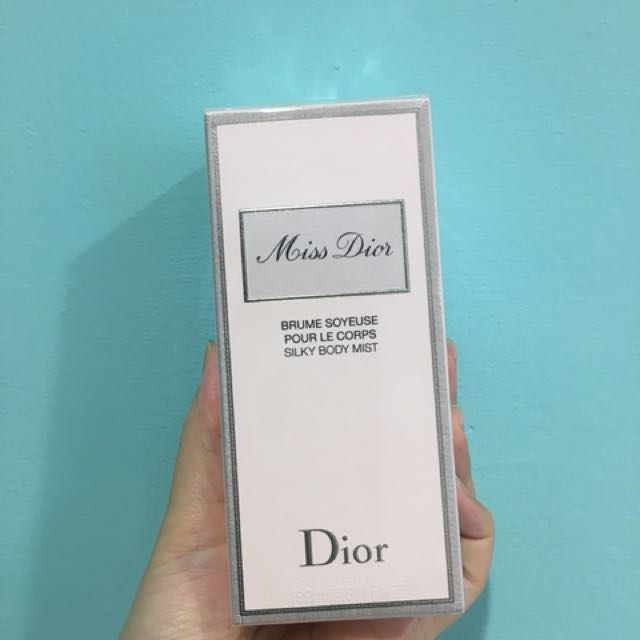 Miss Dior
BRUME SOYEUSE
POUR LE CORPS
SILKY BODY MIST
Dior